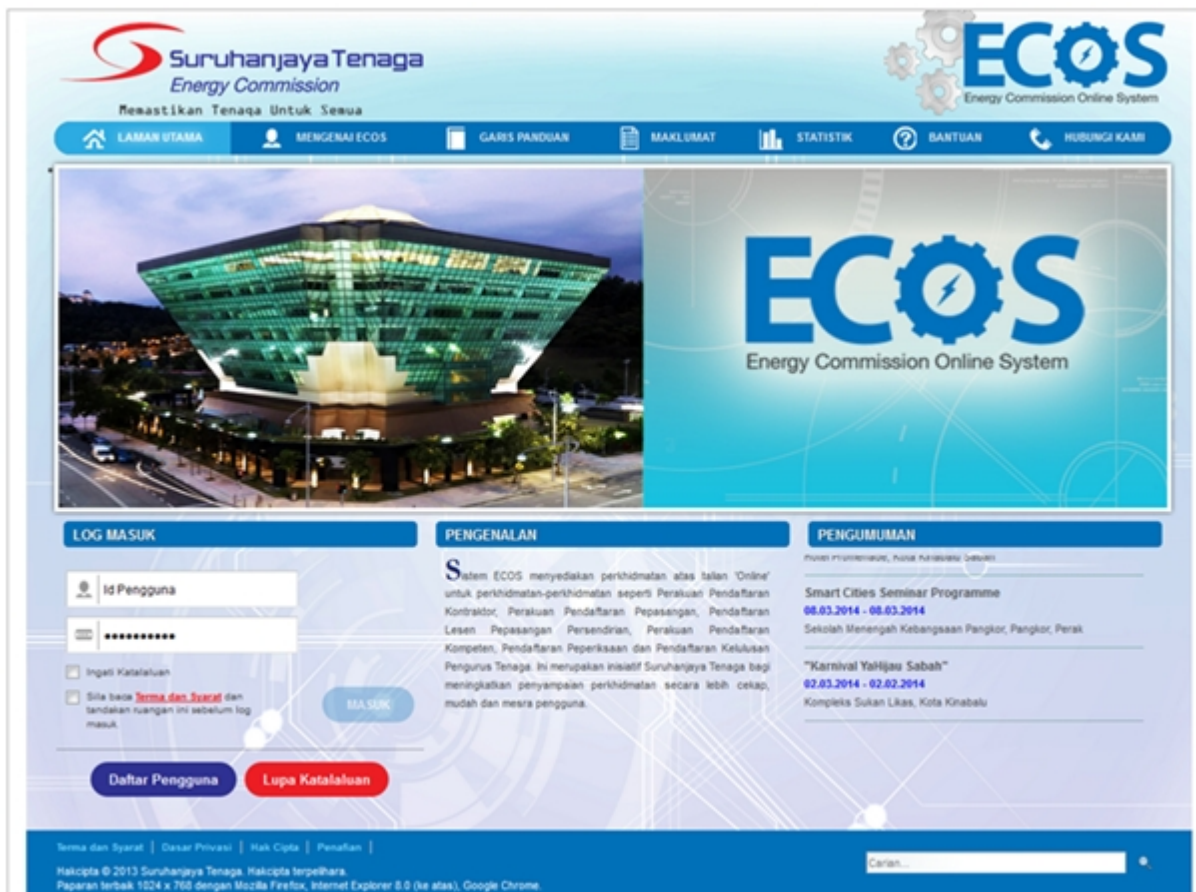 Suruhanjaya Tenaga
Energy Commission
Memastikan Tenaga Untuk Semua
ECOS
Energy Commission Online System
LAMAN UTAMA
MENGENAI ECOS
GARIS PANDUAN
MAKLUMAT
STATISTIK
BANTUAN
HUBUNGI KAMI
ECOS
Energy Commission Online System
LOG MASUK
Id Pengguna
Ingati Katalaluan
Sila baca Terma dan Syarat dan
tandakan ruangan ini sebelum log
masuk
MASUK
Daftar Pengguna
Lupa Katalaluan
PENGENALAN
Sistem ECOS menyediakan perkhidmatan atas talian 'Online'
untuk perkhidmatan-perkhidmatan seperti Perakuan Pendaftaran
Kontraktor, Perakuan Pendaftaran Pepasangan, Pendaftaran
Lesen Pepasangan Persendirian, Perakuan Pendaftaran
Kompeten, Pendaftaran Peperiksaan dan Pendaftaran Kelulusan
Pengurus Tenaga. Ini merupakan inisiatif Suruhanjaya Tenaga bagi
meningkatkan penyampaian perkhidmatan secara lebih cekap,
mudah dan mesra pengguna.
PENGUMUMAN
Hotel Promenade, Kota Kinabalu Sabah
Smart Cities Seminar Programme
08.03.2014 - 08.03.2014
Sekolah Menengah Kebangsaan Pangkor, Pangkor, Perak
"Karnival YaHijau Sabah"
02.03.2014 - 02.02.2014
Kompleks Sukan Likas, Kota Kinabalu
Terma dan Syarat | Dasar Privasi | Hak Cipta | Penafian |
Hakcipta © 2013 Suruhanjaya Tenaga. Hakcipta terpelihara.
Paparan terbaik 1024 x 768 dengan Mozilla Firefox, Internet Explorer 8.0 (ke atas), Google Chrome.
Carian...